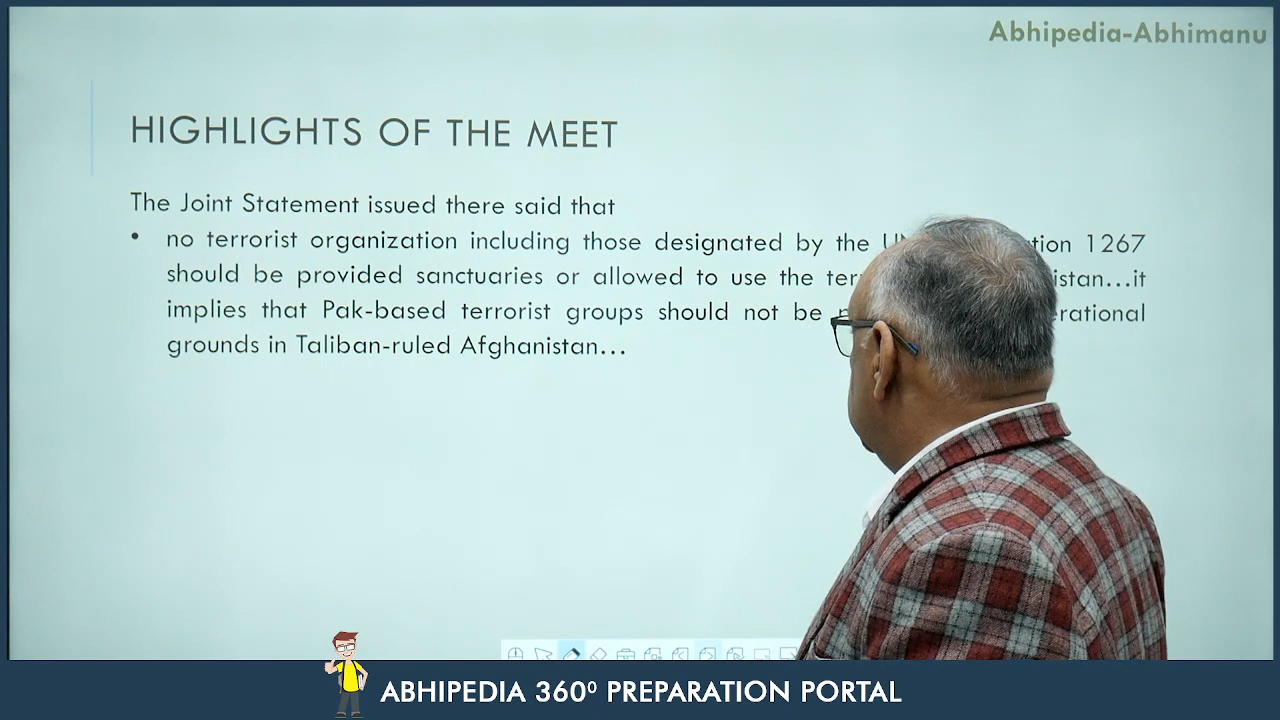 Abhipedia-Abhimanu
HIGHLIGHTS OF THE MEET
The Joint Statement issued there said that
• no terrorist organization including those designated by the 1267
should be provided sanctuaries or allowed to use the …it
implies that Pak-based terrorist groups should not be
grounds in Taliban-ruled Afghanistan…
ABHIPEDIA 360⁰ PREPARATION PORTAL